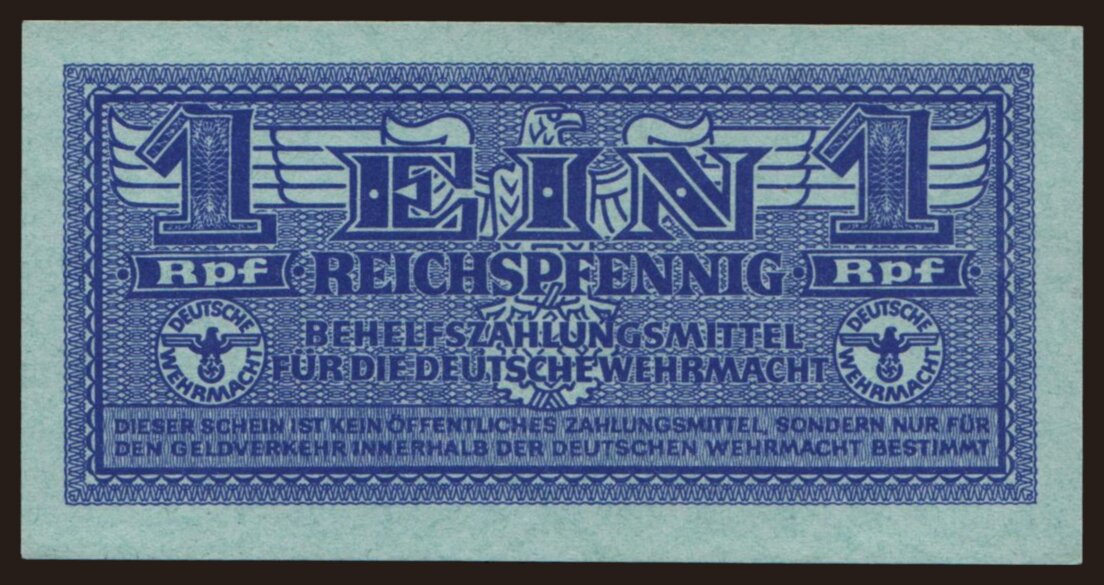 1 EIN 1
Rpf REICHSPFENNIG Rpf
BEHELFSZAHLUNGSMITTEL
FÜR DIE DEUTSCHE WEHRMACHT
DEUTSCHE WEHRMACHT
DEUTSCHE WEHRMACHT
DIESER SCHEIN IST KEIN ÖFFENTLICHES ZAHLUNGSMITTEL, SONDERN NUR FÜR
DEN GELDVERKEHR INNERHALB DER DEUTSCHEN WEHRMACHT BESTIMMT